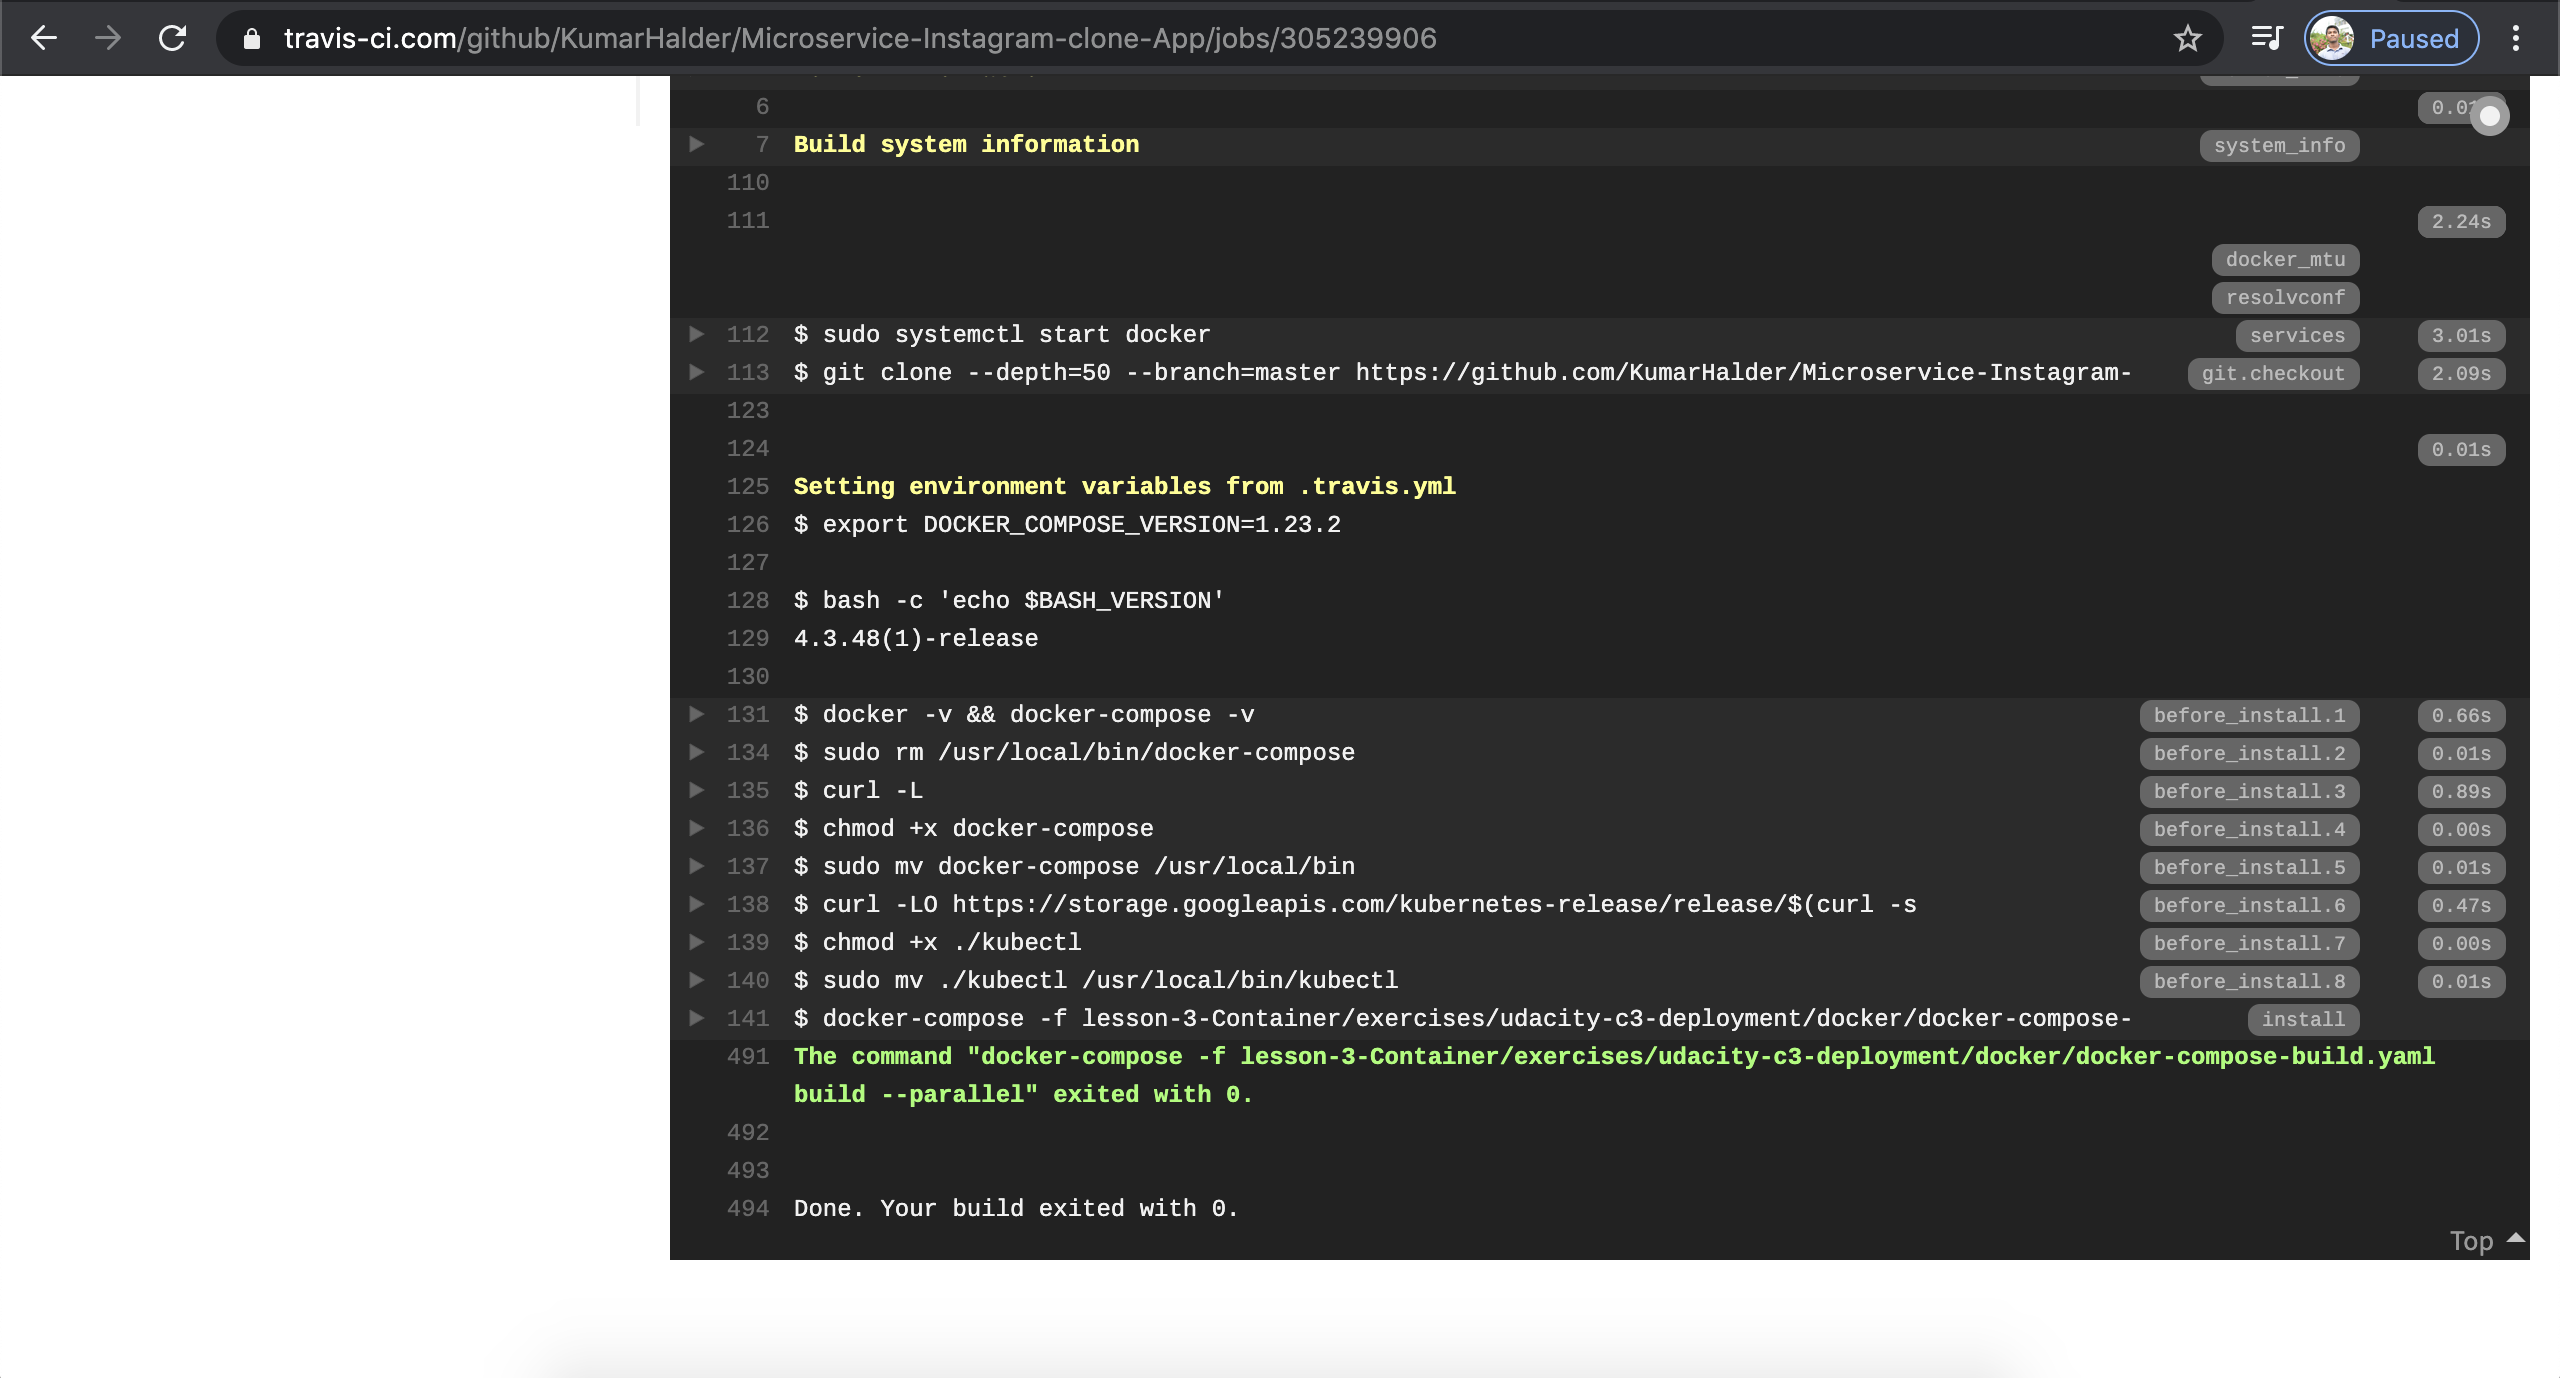 travis-ci.com/github/KumarHalder/Microservice-Instagram-clone-App/jobs/305239906
Paused
6
7 Build system information system_info
110
111 2.24s
docker_mtu
resolvconf
112 $ sudo systemctl start docker services 3.01s
113 $ git clone --depth=50 --branch=master https://github.com/KumarHalder/Microservice-Instagram- git.checkout 2.09s
123
124 0.01s
125 Setting environment variables from .travis.yml
126 $ export DOCKER_COMPOSE_VERSION=1.23.2
127
128 $ bash -c 'echo $BASH_VERSION'
129 4.3.48(1)-release
130
131 $ docker -v && docker-compose -v before_install.1 0.66s
134 $ sudo rm /usr/local/bin/docker-compose before_install.2 0.01s
135 $ curl -L before_install.3 0.89s
136 $ chmod +x docker-compose before_install.4 0.00s
137 $ sudo mv docker-compose /usr/local/bin before_install.5 0.01s
138 $ curl -LO https://storage.googleapis.com/kubernetes-release/release/$(curl -s before_install.6 0.47s
139 $ chmod +x ./kubectl before_install.7 0.00s
140 $ sudo mv ./kubectl /usr/local/bin/kubectl before_install.8 0.01s
141 $ docker-compose -f lesson-3-Container/exercises/udacity-c3-deployment/docker/docker-compose- install
491 The command "docker-compose -f lesson-3-Container/exercises/udacity-c3-deployment/docker/docker-compose-build.yaml
build --parallel" exited with 0.
492
493
494 Done. Your build exited with 0.
Top